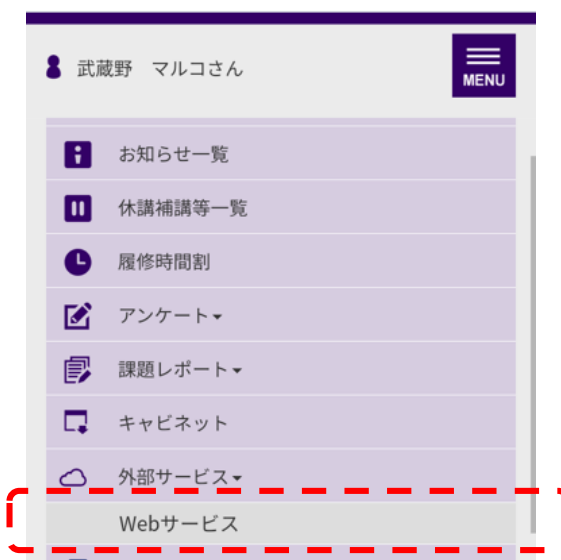 武蔵野 マルコさん
MENU
お知らせ一覧
休講補講等一覧
履修時間割
アンケート
課題レポート
キャビネット
外部サービス
Webサービス